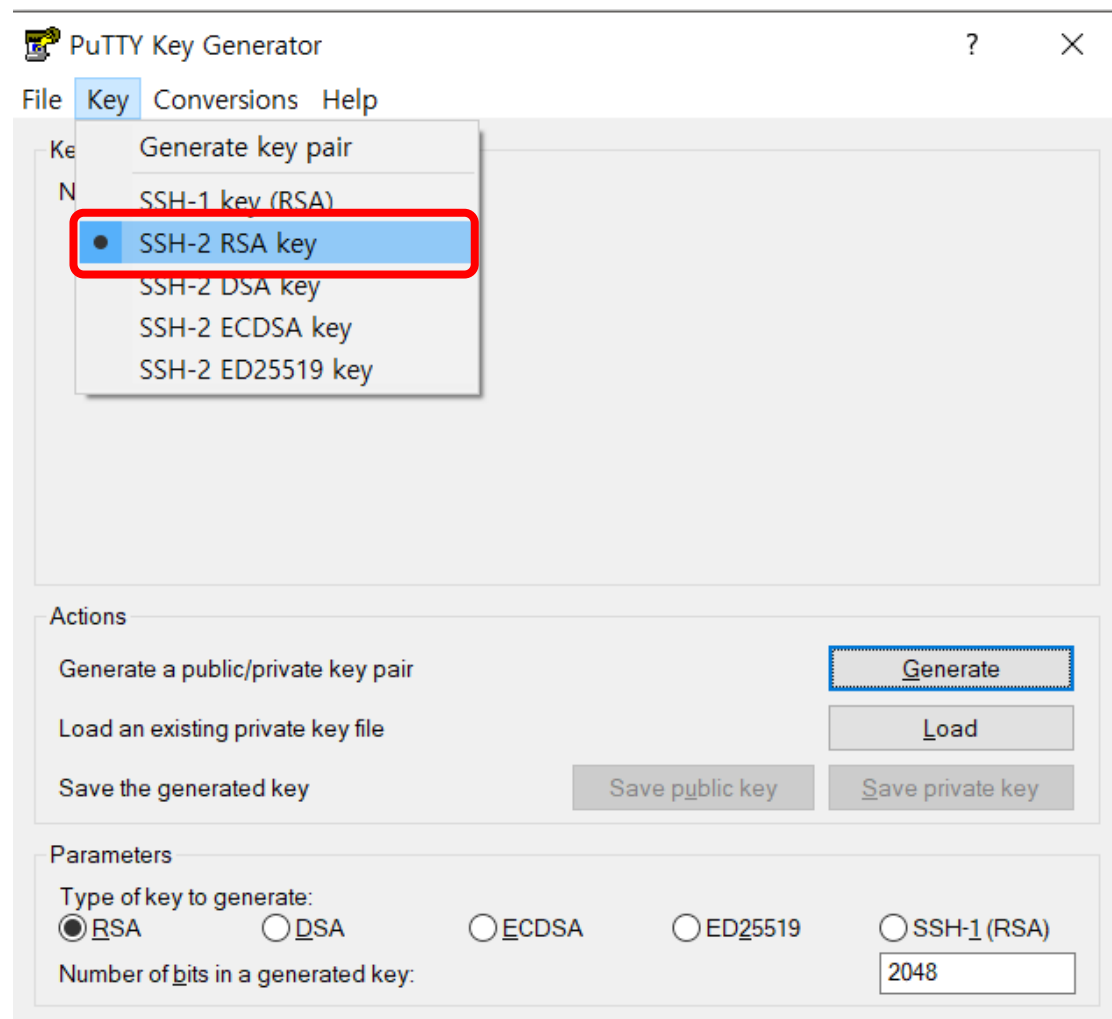 PuTTY Key Generator ?
File Key Conversions Help
Ke
Generate key pair
N
SSH-1 key (RSA)
SSH-2 RSA key
SSH-2 DSA key
SSH-2 ECDSA key
SSH-2 ED25519 key
Actions
Generate a public/private key pair Generate
Load an existing private key file Load
Save the generated key Save public key Save private key
Parameters
Type of key to generate:
RSA DSA ECDSA ED25519 SSH-1 (RSA)
Number of bits in a generated key: 2048